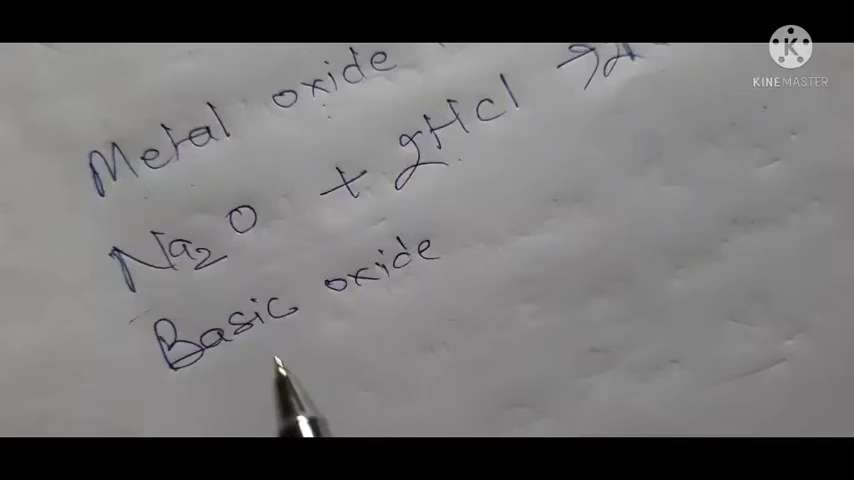 Metal oxide
Na2O + 2HCl →
Basic oxide
K
KINEMASTER